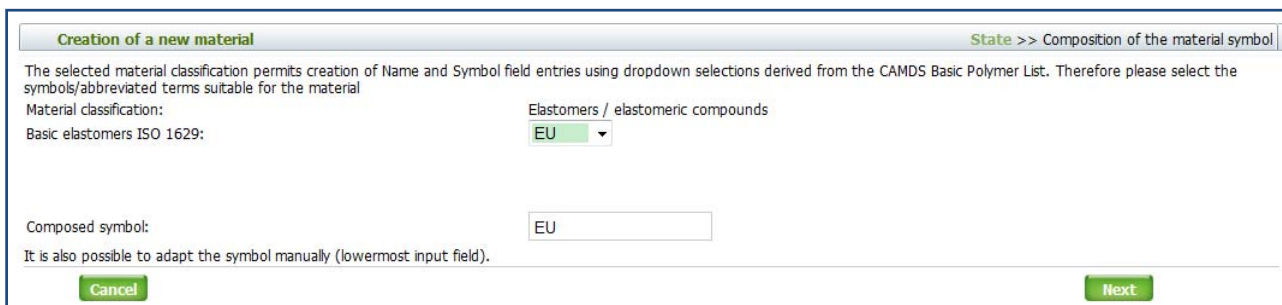 Creation of a new material State >> Composition of the material symbol
The selected material classification permits creation of Name and Symbol field entries using dropdown selections derived from the CAMDS Basic Polymer List. Therefore please select the
symbols/abbreviated terms suitable for the material
Material classification: Elastomers / elastomeric compounds
Basic elastomers ISO 1629: EU
Composed symbol: EU
It is also possible to adapt the symbol manually (lowermost input field).
Cancel Next